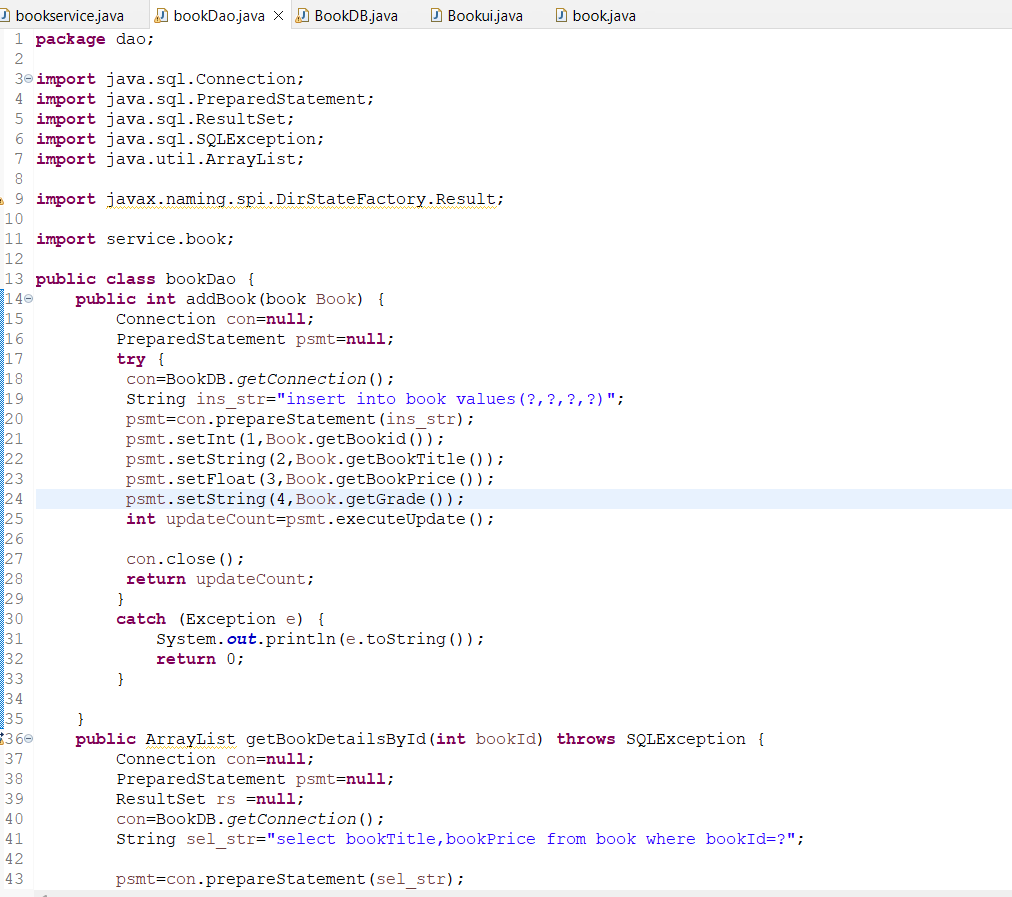 bookservice.java bookDao.java BookDB.java Bookui.java book.java
1 package dao;
2
3 import java.sql.Connection;
4 import java.sql.PreparedStatement;
5 import java.sql.ResultSet;
6 import java.sql.SQLException;
7 import java.util.ArrayList;
8
9 import javax.naming.spi.DirStateFactory.Result;
10
11 import service.book;
12
13 public class bookDao {
14     public int addBook(book Book) {
15         Connection con=null;
16         PreparedStatement psmt=null;
17         try {
18          con=BookDB.getConnection();
19          String ins_str="insert into book values(?,?,?,?)";
20          psmt=con.prepareStatement(ins_str);
21          psmt.setInt(1,Book.getBookid());
22          psmt.setString(2,Book.getBookTitle());
23          psmt.setFloat(3,Book.getBookPrice());
24          psmt.setString(4,Book.getGrade());
25          int updateCount=psmt.executeUpdate();
26
27          con.close();
28          return updateCount;
29         }
30         catch (Exception e) {
31             System.out.println(e.toString());
32             return 0;
33         }
34
35     }
36     public ArrayList getBookDetailsById(int bookId) throws SQLException {
37         Connection con=null;
38         PreparedStatement psmt=null;
39         ResultSet rs =null;
40         con=BookDB.getConnection();
41         String sel_str="select bookTitle,bookPrice from book where bookId=?";
42
43         psmt=con.prepareStatement(sel_str);